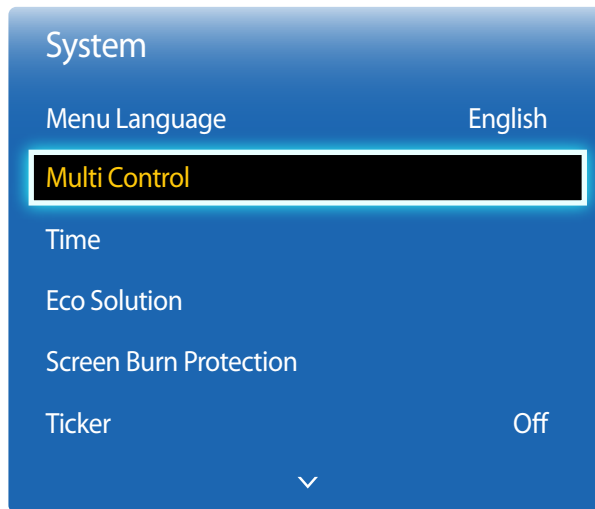 System
Menu Language English
Multi Control
Time
Eco Solution
Screen Burn Protection
Ticker Off